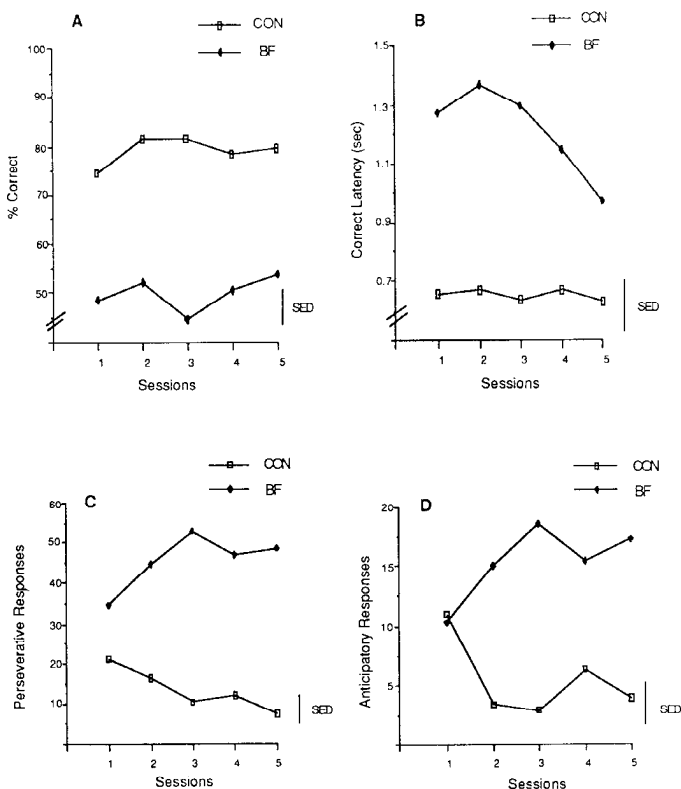 A
CON
BF
100
90
80
70
60
50
% Correct
SED
1 2 3 4 5
Sessions
B
CON
BF
1.5
1.3
1.1
0.9
0.7
Correct Latency (sec)
SED
1 2 3 4 5
Sessions
C
CON
BF
60
50
40
30
20
10
Perseverative Responses
SED
1 2 3 4 5
Sessions
D
CON
BF
20
15
10
5
Anticipatory Responses
SED
1 2 3 4 5
Sessions